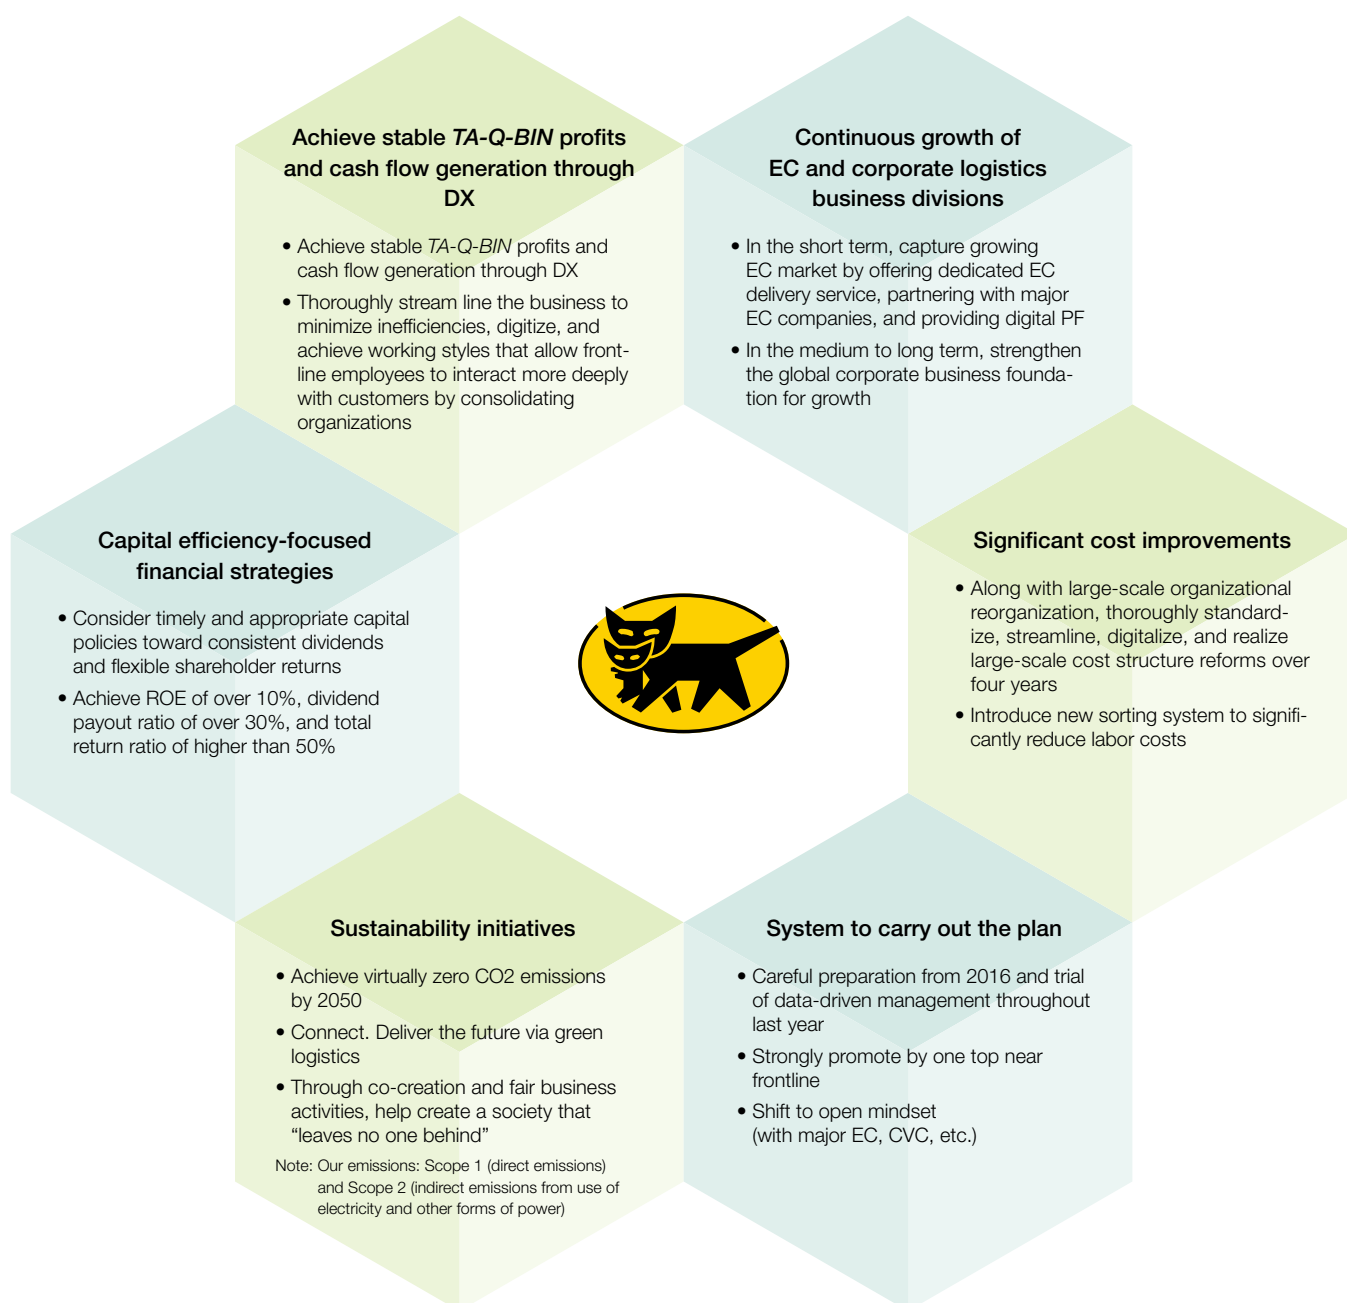 Achieve stable TA-Q-BIN profits
and cash flow generation through
DX
• Achieve stable TA-Q-BIN profits and
cash flow generation through DX
• Thoroughly stream line the business to
minimize inefficiencies, digitize, and
achieve working styles that allow front-
line employees to interact more deeply
with customers by consolidating
organizations
Continuous growth of
EC and corporate logistics
business divisions
• In the short term, capture growing
EC market by offering dedicated EC
delivery service, partnering with major
EC companies, and providing digital PF
• In the medium to long term, strengthen
the global corporate business founda-
tion for growth
Capital efficiency-focused
financial strategies
• Consider timely and appropriate capital
policies toward consistent dividends
and flexible shareholder returns
• Achieve ROE of over 10%, dividend
payout ratio of over 30%, and total
return ratio of higher than 50%
Significant cost improvements
• Along with large-scale organizational
reorganization, thoroughly standard-
ize, streamline, digitalize, and realize
large-scale cost structure reforms over
four years
• Introduce new sorting system to signifi-
cantly reduce labor costs
Sustainability initiatives
• Achieve virtually zero CO2 emissions
by 2050
• Connect. Deliver the future via green
logistics
• Through co-creation and fair business
activities, help create a society that
“leaves no one behind”
Note: Our emissions: Scope 1 (direct emissions)
and Scope 2 (indirect emissions from use of
electricity and other forms of power)
System to carry out the plan
• Careful preparation from 2016 and trial
of data-driven management throughout
last year
• Strongly promote by one top near
frontline
• Shift to open mindset
(with major EC, CVC, etc.)